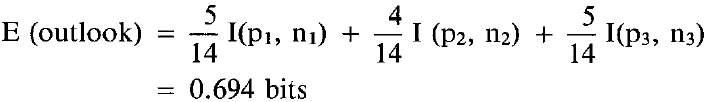 E (outlook) = 5/14 I(p₁, n₁) + 4/14 I (p₂, n₂) + 5/14 I(p₃, n₃)
= 0.694 bits